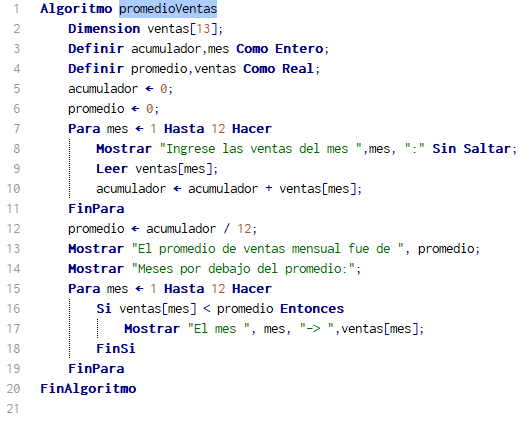 1 Algoritmo promedioVentas
2 Dimension ventas[13];
3 Definir acumulador,mes Como Entero;
4 Definir promedio,ventas Como Real;
5 acumulador ← 0;
6 promedio ← 0;
7 Para mes ← 1 Hasta 12 Hacer
8 Mostrar "Ingrese las ventas del mes ",mes, ":" Sin Saltar;
9 Leer ventas[mes];
10 acumulador ← acumulador + ventas[mes];
11 FinPara
12 promedio ← acumulador / 12;
13 Mostrar "El promedio de ventas mensual fue de ", promedio;
14 Mostrar "Meses por debajo del promedio:";
15 Para mes ← 1 Hasta 12 Hacer
16 Si ventas[mes] < promedio Entonces
17 Mostrar "El mes ", mes, "-> ",ventas[mes];
18 FinSi
19 FinPara
20 FinAlgoritmo
21